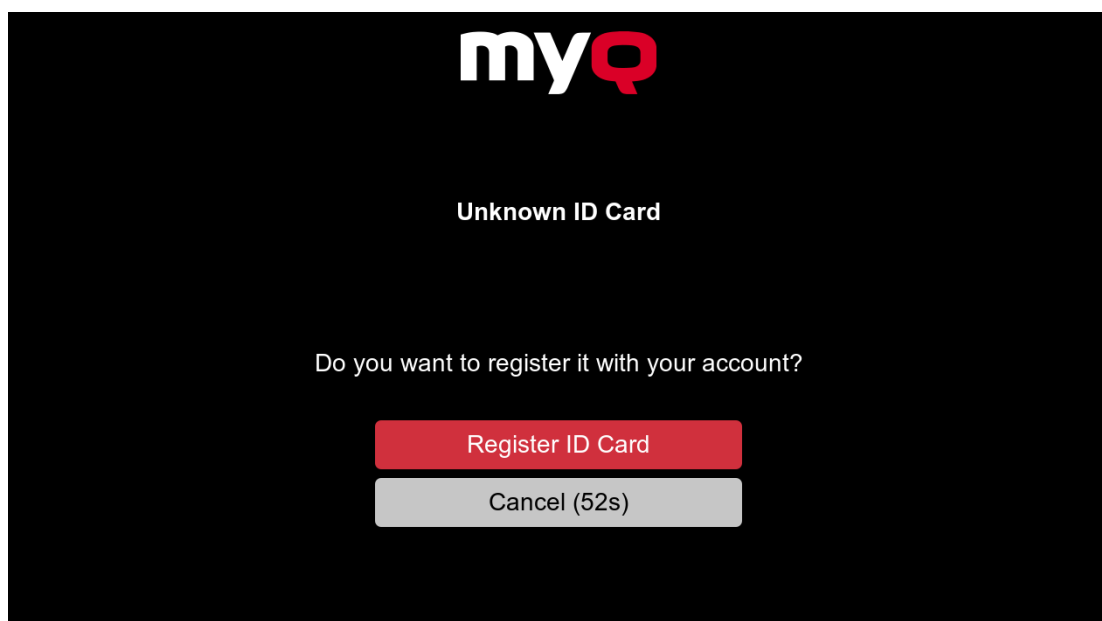 myQ
Unknown ID Card
Do you want to register it with your account?
Register ID Card
Cancel (52s)